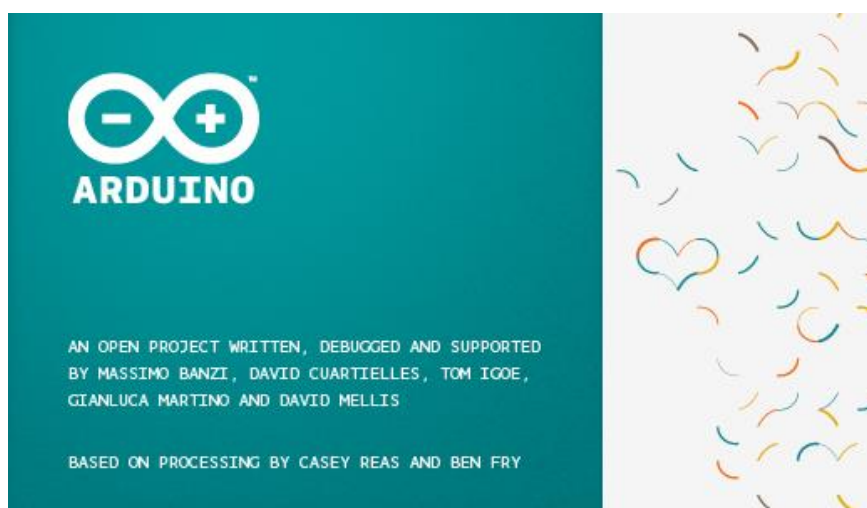 ™
ARDUINO
AN OPEN PROJECT WRITTEN, DEBUGGED AND SUPPORTED
BY MASSIMO BANZI, DAVID CUARTIELLES, TOM IGOE,
GIANLUCA MARTINO AND DAVID MELLIS
BASED ON PROCESSING BY CASEY REAS AND BEN FRY